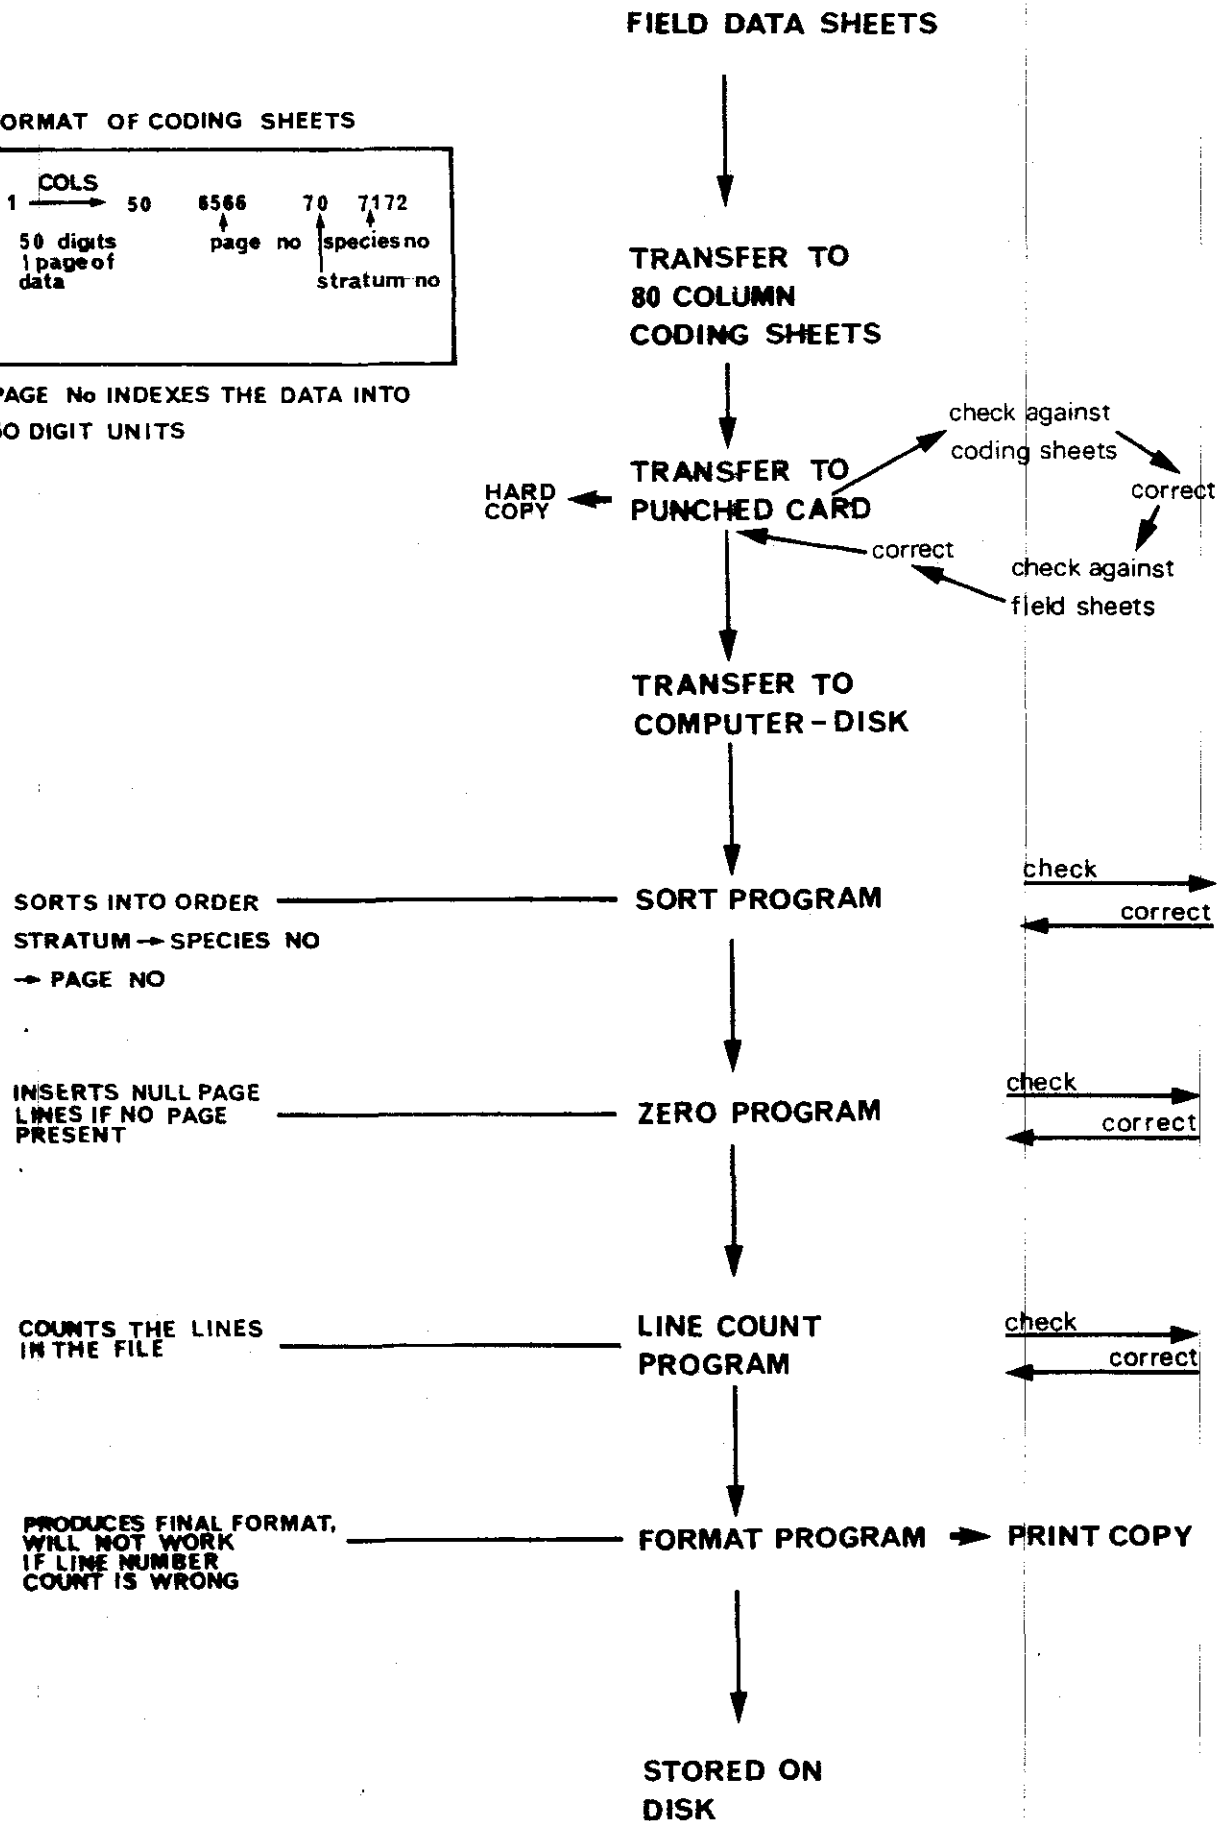 FIELD DATA SHEETS
ORMAT OF CODING SHEETS
COLS
1 50 6566 70 7172
50 digits page no species no
1 page of
data stratum no
TRANSFER TO
80 COLUMN
CODING SHEETS
PAGE No INDEXES THE DATA INTO
50 DIGIT UNITS
check against
coding sheets
correct
TRANSFER TO
PUNCHED CARD
HARD
COPY
correct
check against
field sheets
TRANSFER TO
COMPUTER-DISK
SORTS INTO ORDER
STRATUM → SPECIES NO
→ PAGE NO
SORT PROGRAM
check
correct
INSERTS NULL PAGE
LINES IF NO PAGE
PRESENT
ZERO PROGRAM
check
correct
COUNTS THE LINES
IN THE FILE
LINE COUNT
PROGRAM
check
correct
PRODUCES FINAL FORMAT,
WILL NOT WORK
IF LINE NUMBER
COUNT IS WRONG
FORMAT PROGRAM → PRINT COPY
STORED ON
DISK